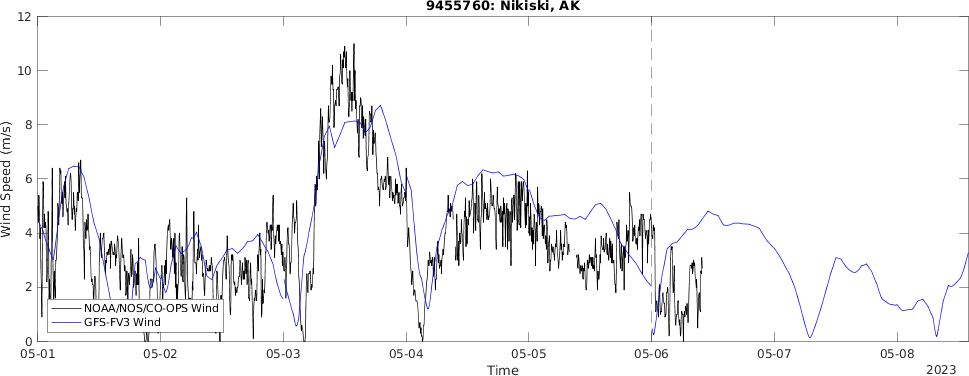 9455760: Nikiski, AK
12
10
8
6
4
2
0
Wind Speed (m/s)
NOAA/NOS/CO-OPS Wind
GFS-FV3 Wind
05-01 05-02 05-03 05-04 05-05 05-06 05-07 05-08
Time
2023